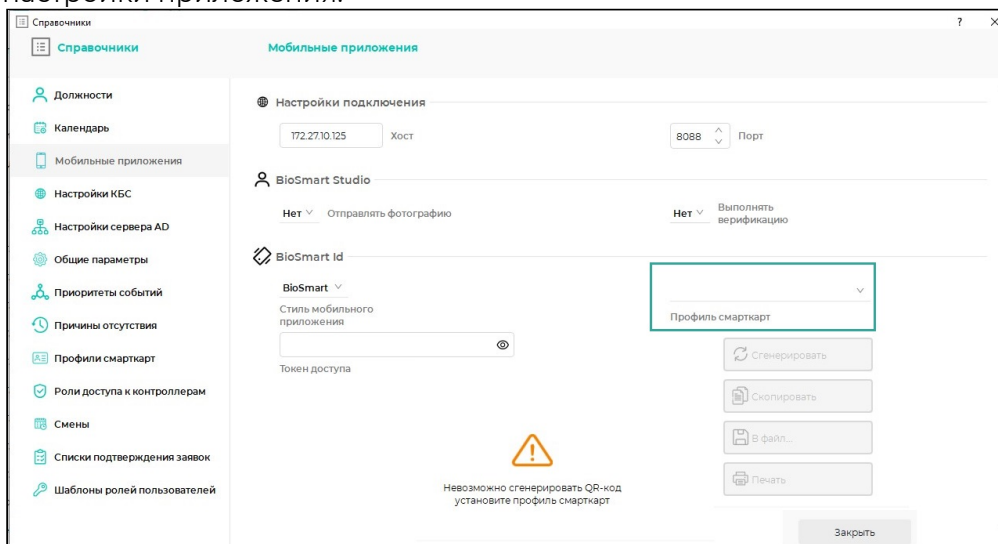 настройки приложения.
Справочники ? ×
Справочники
Мобильные приложения
Должности
Календарь
Мобильные приложения
Настройки КБС
Настройки сервера AD
Общие параметры
Приоритеты событий
Причины отсутствия
Профили смарткарт
Роли доступа к контроллерам
Смены
Списки подтверждения заявок
Шаблоны ролей пользователей
Настройки подключения
172.27.10.125 Хост
8088 Порт
BioSmart Studio
Нет Отправлять фотографию
Нет Выполнять
верификацию
BioSmart Id
BioSmart
Стиль мобильного
приложения
Профиль смарткарт
Токен доступа
Сгенерировать
Скопировать
В файл...
Печать
Невозможно сгенерировать QR-код
установите профиль смарткарт
Закрыть